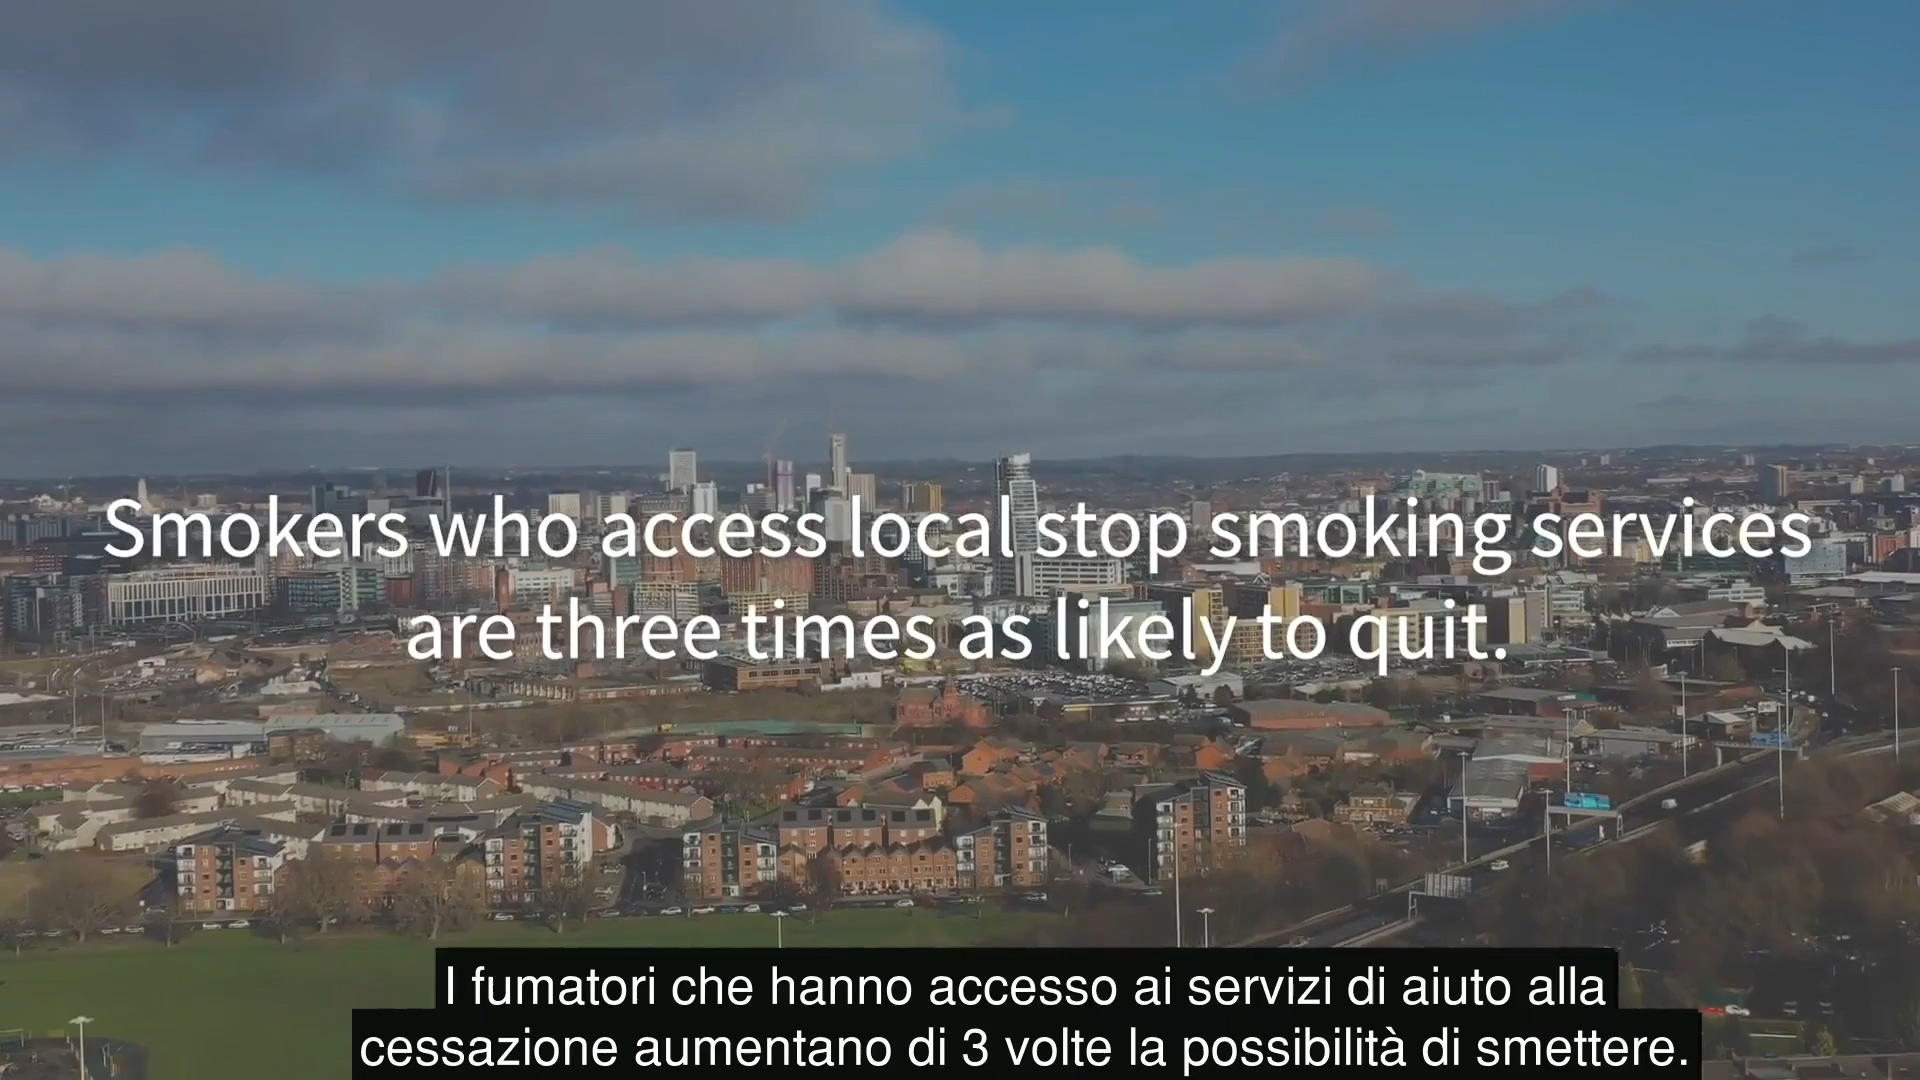 Smokers who access local stop smoking services
are three times as likely to quit.
I fumatori che hanno accesso ai servizi di aiuto alla
cessazione aumentano di 3 volte la possibilità di smettere.